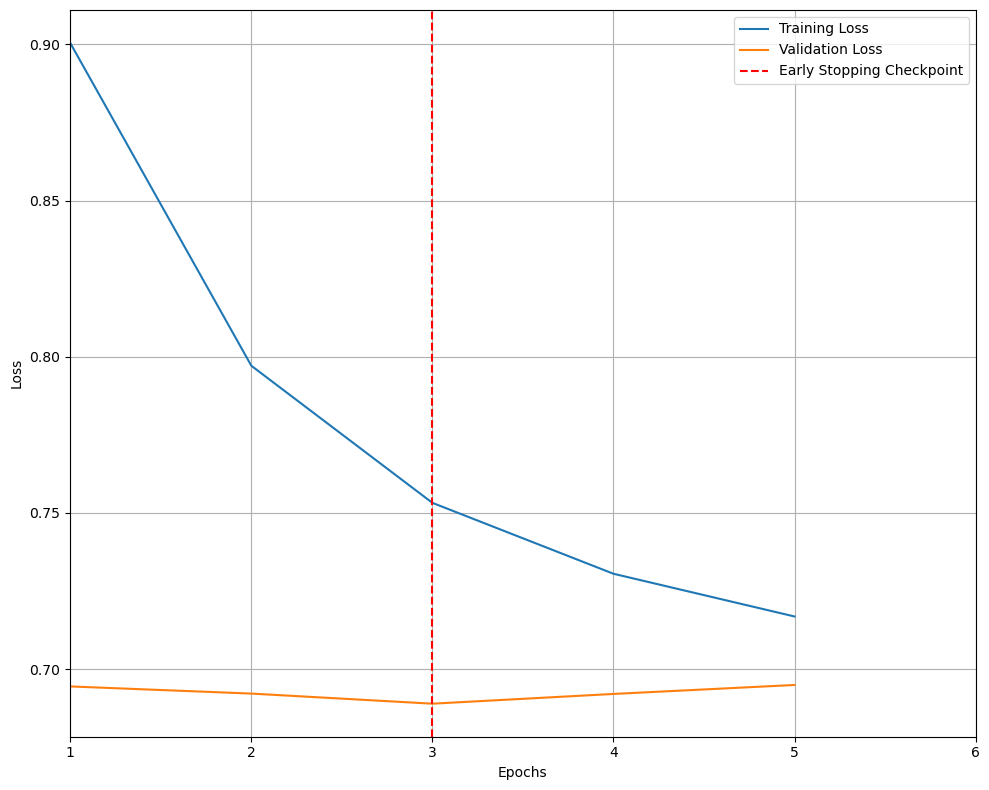 Training Loss
Validation Loss
Early Stopping Checkpoint
0.90
0.85
0.80
0.75
0.70
Loss
1 2 3 4 5 6
Epochs